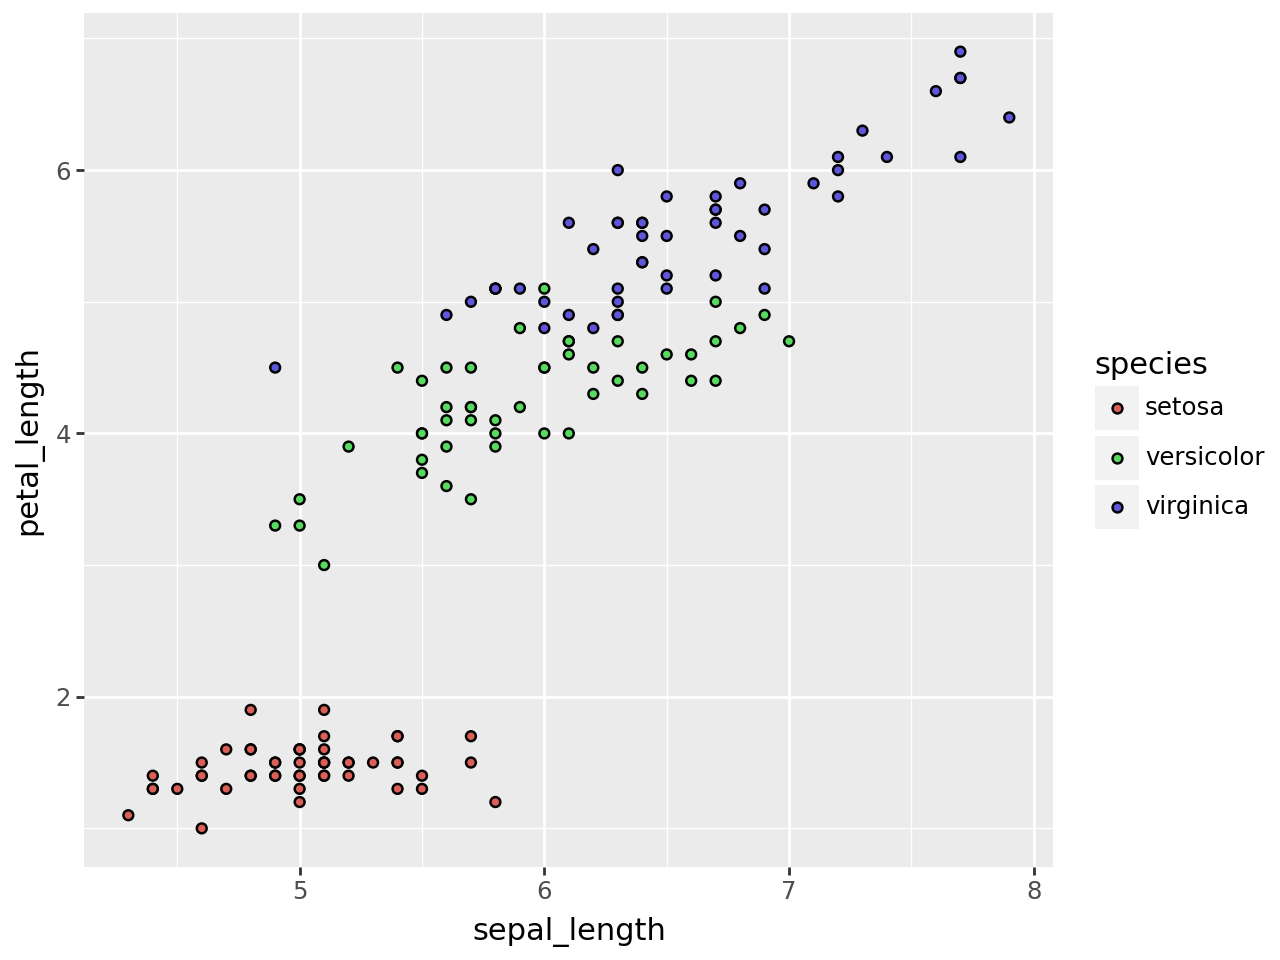 6
4
2
5 6 7 8
sepal_length
petal_length
species
setosa
versicolor
virginica